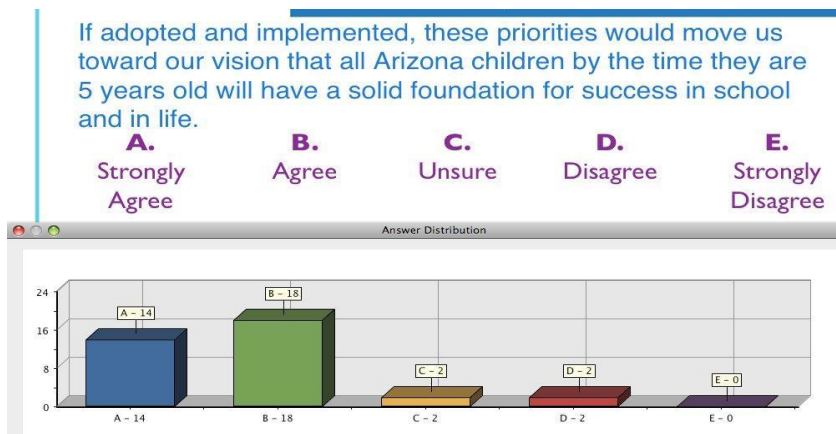 If adopted and implemented, these priorities would move us
toward our vision that all Arizona children by the time they are
5 years old will have a solid foundation for success in school
and in life.
A. B. C. D. E.
Strongly Agree Unsure Disagree Strongly
Agree Disagree
Answer Distribution
24
16
8
0
A - 14
B - 18
C - 2
D - 2
E - 0
A - 14 B - 18 C - 2 D - 2 E - 0